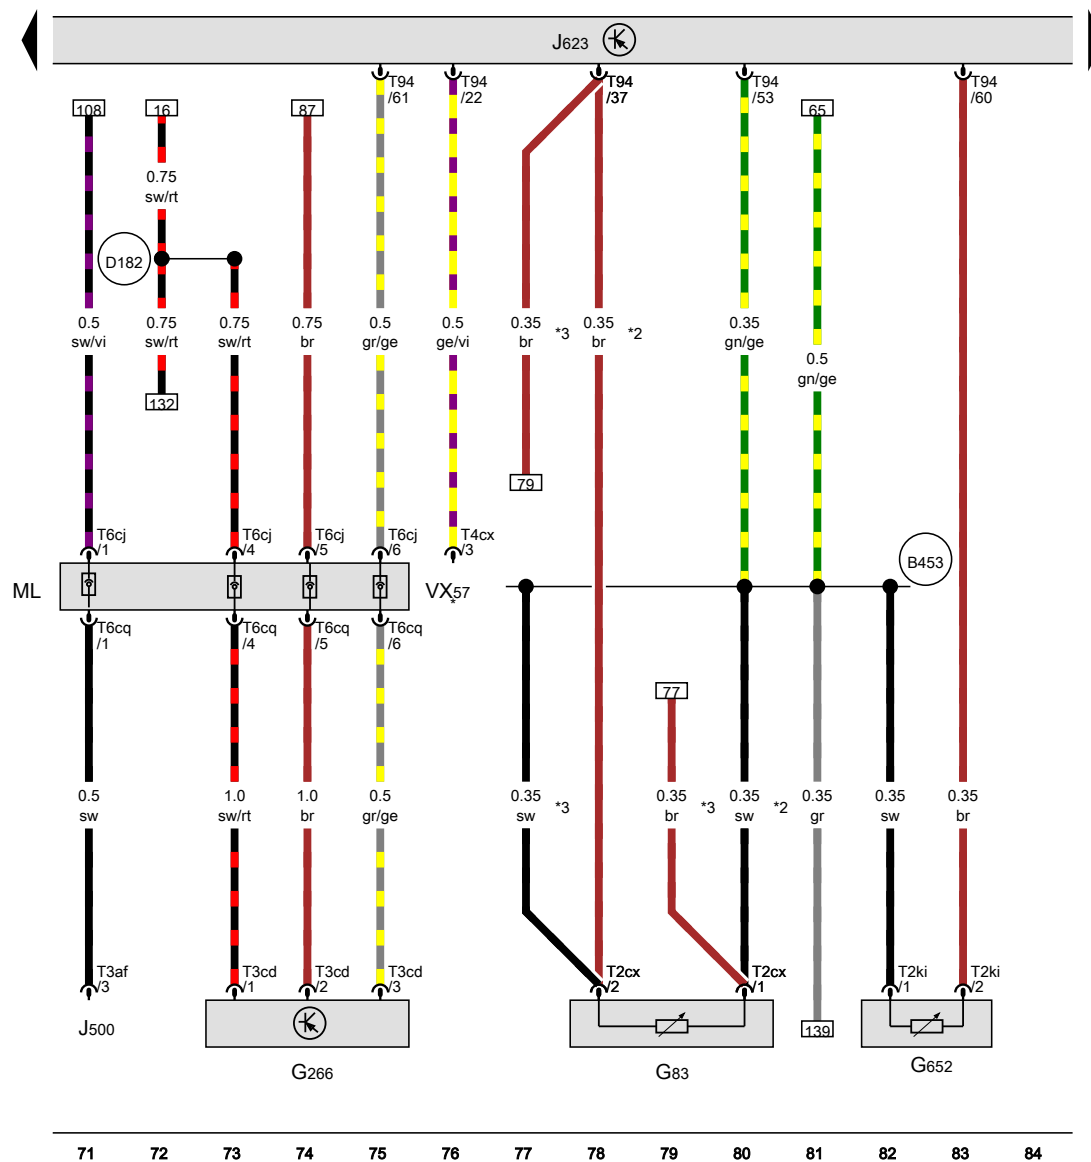 J623
T94 T94 T94 T94 T94
/61 /22 /37 /53 /60
108 16 87 65
0.75
sw/rt
D182
0.5 0.75 0.75 0.75 0.5 0.5 0.35 *3 0.35 *2 0.35
sw/vi sw/rt sw/rt br gr/ge ge/vi br br gn/ge
0.5
gn/ge
132
79
T6cj T6cj T6cj T6cj T4cx
/1 /4 /5 /6 /3
B453
ML VX57
*
T6cq T6cq T6cq T6cq
/1 /4 /5 /6
77
0.5 1.0 1.0 0.5 0.35 *3 0.35 *3 0.35 *2 0.35 0.35 0.35
sw sw/rt br gr/ge sw br sw gr sw br
T3af T3cd T3cd T3cd T2cx T2cx T2ki T2ki
/3 /1 /2 /3 /2 /1 /1 /2
J500 139
G266 G83 G652
71 72 73 74 75 76 77 78 79 80 81 82 83 84